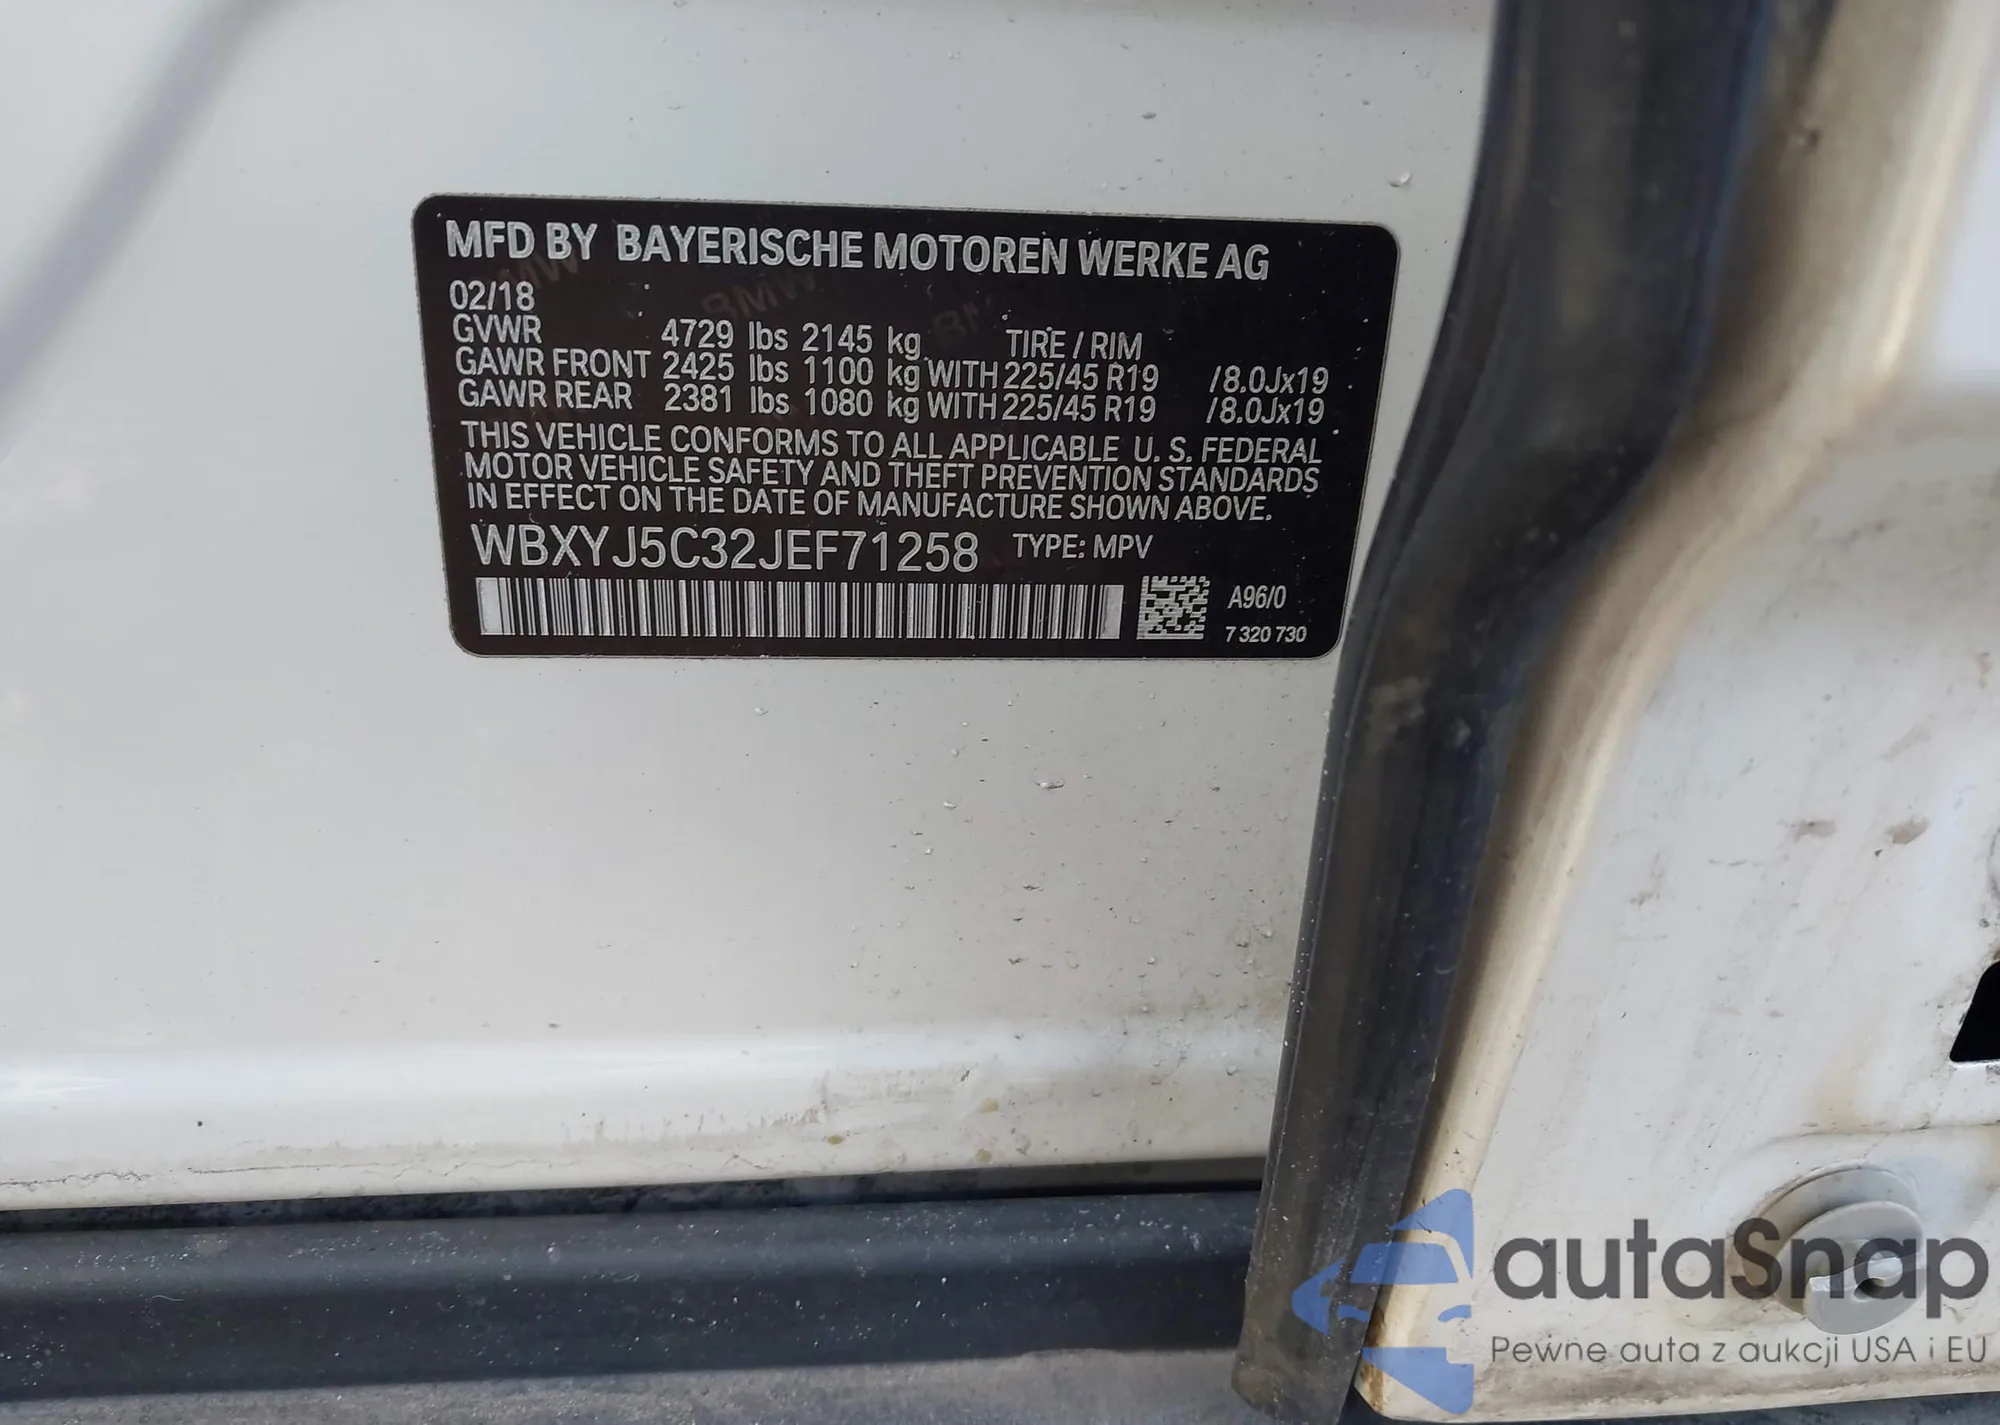 MFD BY BAYERISCHE MOTOREN WERKE AG
02/18
GVWR 4729 lbs 2145 kg TIRE / RIM
GAWR FRONT 2425 lbs 1100 kg WITH 225/45 R19 /8.0Jx19
GAWR REAR 2381 lbs 1080 kg WITH 225/45 R19 /8.0Jx19
THIS VEHICLE CONFORMS TO ALL APPLICABLE U. S. FEDERAL
MOTOR VEHICLE SAFETY AND THEFT PREVENTION STANDARDS
IN EFFECT ON THE DATE OF MANUFACTURE SHOWN ABOVE.
WBXYJ5C32JEF71258 TYPE: MPV
A96/0
7 320 730
autaSnap
Pewne auta z aukcji USA i EU